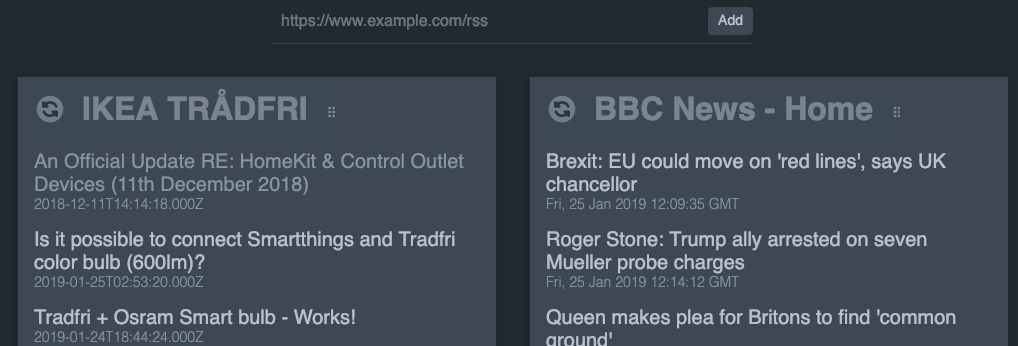 https://www.example.com/rss
Add
IKEA TRÅDFRI
An Official Update RE: HomeKit & Control Outlet
Devices (11th December 2018)
2018-12-11T14:14:18.000Z
Is it possible to connect Smartthings and Tradfri
color bulb (600lm)?
2019-01-25T02:53:20.000Z
Tradfri + Osram Smart bulb - Works!
2019-01-24T18:44:24.000Z
BBC News - Home
Brexit: EU could move on 'red lines', says UK
chancellor
Fri, 25 Jan 2019 12:09:35 GMT
Roger Stone: Trump ally arrested on seven
Mueller probe charges
Fri, 25 Jan 2019 12:14:12 GMT
Queen makes plea for Britons to find 'common
ground'